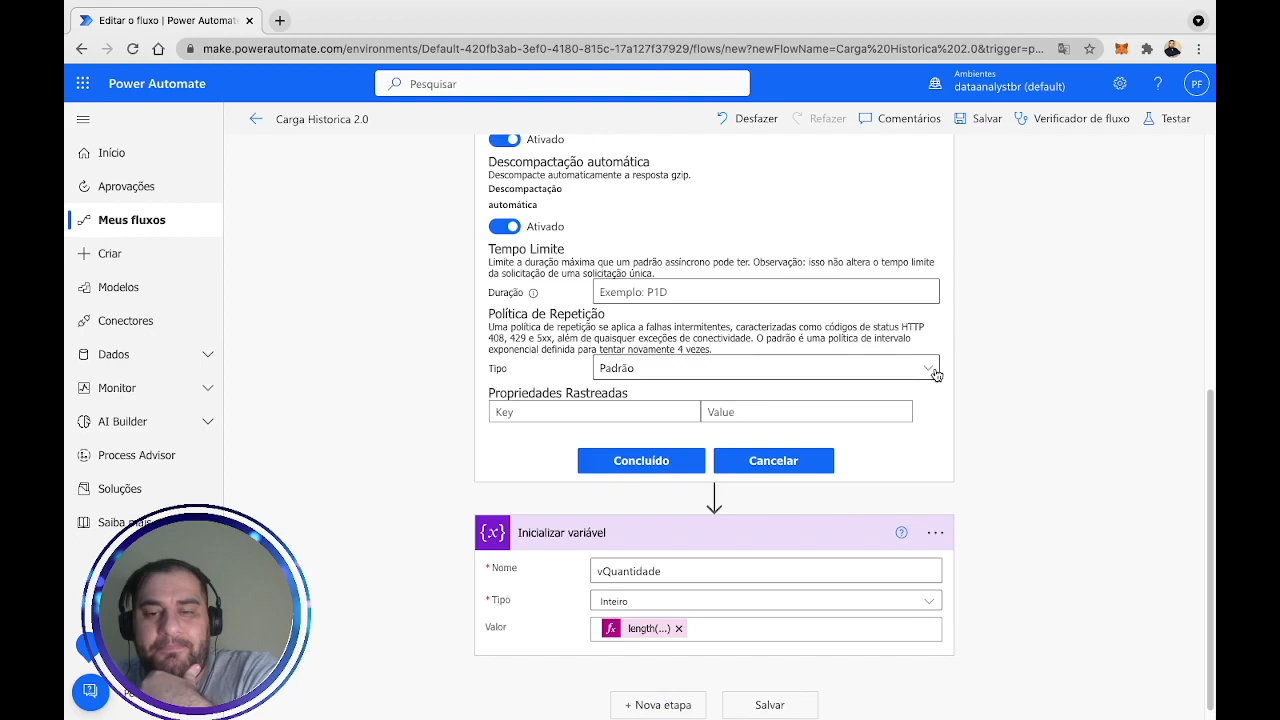 Editar o fluxo | Power Automate
make.powerautomate.com/environments/Default-420fb3ab-3ef0-4180-815c-17a127f37929/flows/new?newFlowName=Carga%20Historica%202.0&trigger=p...
Power Automate
Pesquisar
Ambientes
dataanalystbr (default)
PF
Carga Historica 2.0
Desfazer
Refazer
Comentários
Salvar
Verificador de fluxo
Testar
Início
Aprovações
Meus fluxos
Criar
Modelos
Conectores
Dados
Monitor
AI Builder
Process Advisor
Soluções
Saiba mais
Ativado
Descompactação automática
Descompacte automaticamente a resposta gzip.
Descompactação
automática
Ativado
Tempo Limite
Limite a duração máxima que um padrão assíncrono pode ter. Observação: isso não altera o tempo limite
da solicitação de uma solicitação única.
Duração
Exemplo: P1D
Política de Repetição
Uma política de repetição se aplica a falhas intermitentes, caracterizadas como códigos de status HTTP
408, 429 e 5xx, além de quaisquer exceções de conectividade. O padrão é uma política de intervalo
exponencial definida para tentar novamente 4 vezes.
Tipo
Padrão
Propriedades Rastreadas
Key
Value
Concluído
Cancelar
{x}
Inicializar variável
* Nome
vQuantidade
* Tipo
Inteiro
Valor
fx
length(...)
+ Nova etapa
Salvar